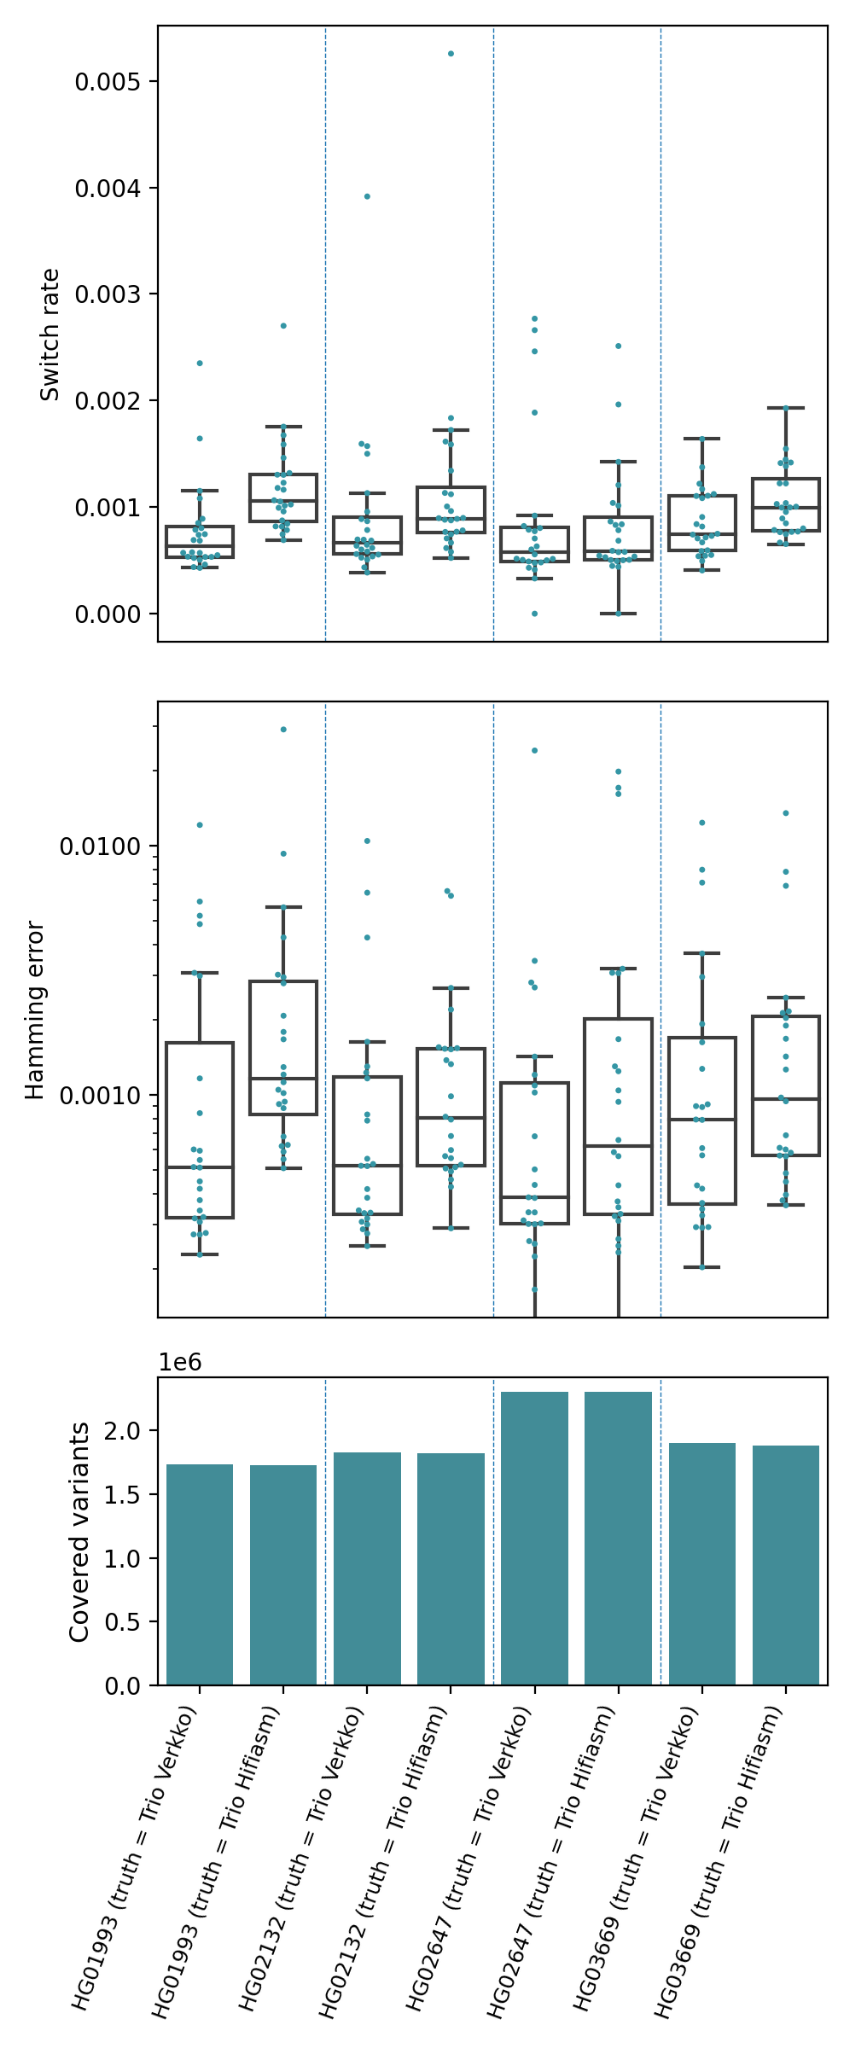 0.005
0.004
0.003
0.002
0.001
0.000
Switch rate
0.0100
0.0010
Hamming error
1e6
2.0
1.5
1.0
0.5
0.0
Covered variants
HG01993 (truth = Trio Verkko)
HG01993 (truth = Trio Hifiasm)
HG02132 (truth = Trio Verkko)
HG02132 (truth = Trio Hifiasm)
HG02647 (truth = Trio Verkko)
HG02647 (truth = Trio Hifiasm)
HG03669 (truth = Trio Verkko)
HG03669 (truth = Trio Hifiasm)